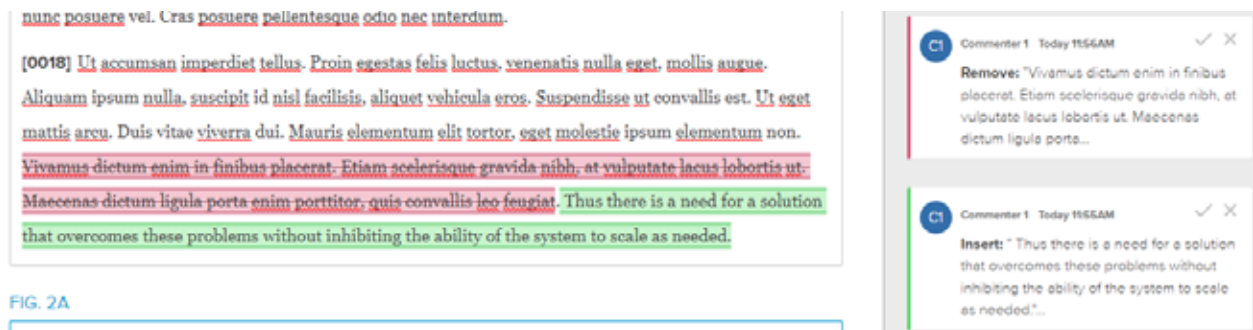 nunc posuere vel. Cras posuere pellentesque odio nec interdum.
[0018] Ut accumsan imperdiet tellus. Proin egestas felis luctus, venenatis nulla eget, mollis augue.
Aliquam ipsum nulla, suscipit id nisl facilisis, aliquet vehicula eros. Suspendisse ut convallis est. Ut eget
mattis arcu. Duis vitae viverra dui. Mauris elementum elit tortor, eget molestie ipsum elementum non.
Vivamus dictum enim in finibus placerat. Etiam scelerisque gravida nibh, at vulputate lacus lobortis ut.
Maecenas dictum ligula porta enim porttitor, quis convallis leo feugiat. Thus there is a need for a solution
that overcomes these problems without inhibiting the ability of the system to scale as needed.
FIG. 2A
C1 Commenter 1 Today 11:56AM
Remove: "Vivamus dictum enim in finibus
placerat. Etiam scelerisque gravida nibh, at
vulputate lacus lobortis ut. Maecenas
dictum ligula porta...
C1 Commenter 1 Today 11:56AM
Insert: " Thus there is a need for a solution
that overcomes these problems without
inhibiting the ability of the system to scale
as needed."...